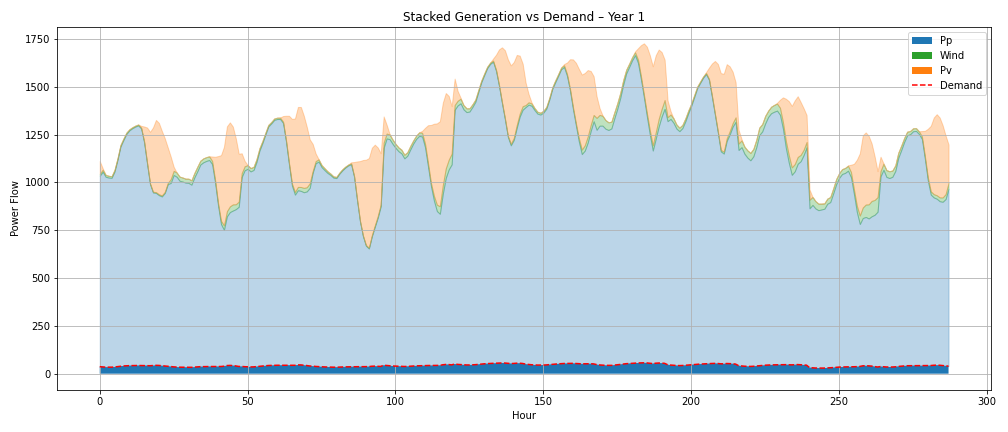 Stacked Generation vs Demand – Year 1
Power Flow
1750
1500
1250
1000
750
500
250
0
0
50
100
150
200
250
300
Hour
Pp
Wind
Pv
Demand